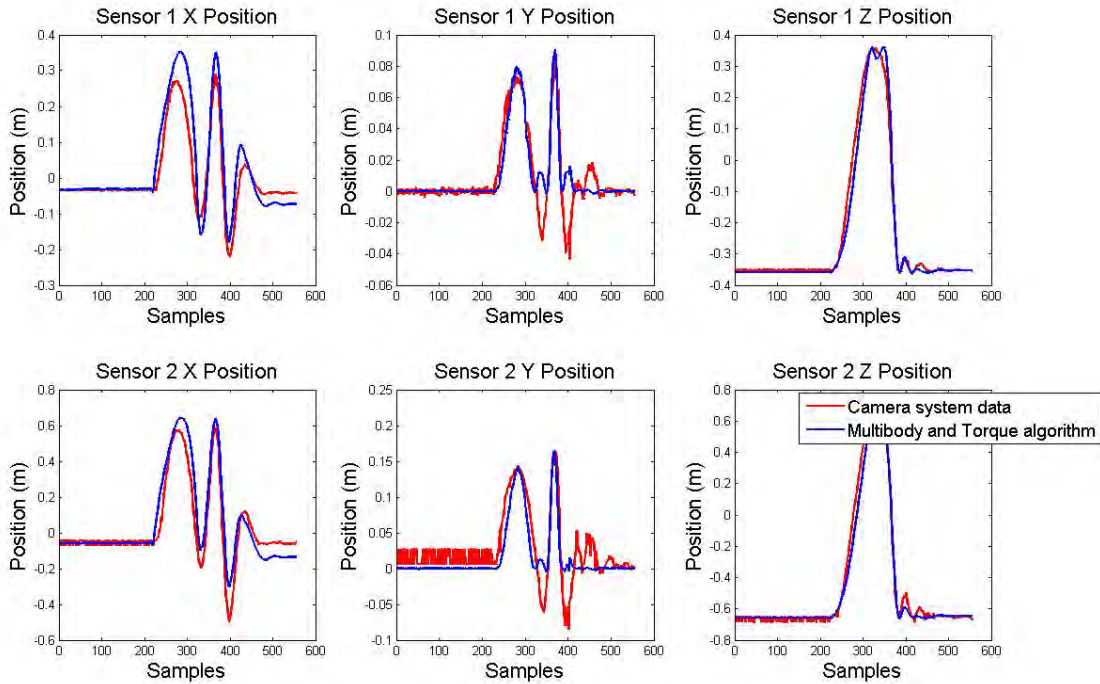 Sensor 1 X Position
Sensor 1 Y Position
Sensor 1 Z Position
0.4
0.3
0.2
0.1
0
-0.1
-0.2
-0.3
Position (m)
0 100 200 300 400 500 600
Samples
0.1
0.08
0.06
0.04
0.02
0
-0.02
-0.04
-0.06
Position (m)
0 100 200 300 400 500 600
Samples
0.4
0.3
0.2
0.1
0
-0.1
-0.2
-0.3
-0.4
Position (m)
0 100 200 300 400 500 600
Samples
Sensor 2 X Position
Sensor 2 Y Position
Sensor 2 Z Position
0.8
0.6
0.4
0.2
0
-0.2
-0.4
-0.6
Position (m)
0 100 200 300 400 500 600
Samples
0.25
0.2
0.15
0.1
0.05
0
-0.05
-0.1
Position (m)
0 100 200 300 400 500 600
Samples
0.8
0.6
0.4
0.2
0
-0.2
-0.4
-0.6
-0.8
Position (m)
0 100 200 300 400 500 600
Samples
Camera system data
Multibody and Torque algorithm